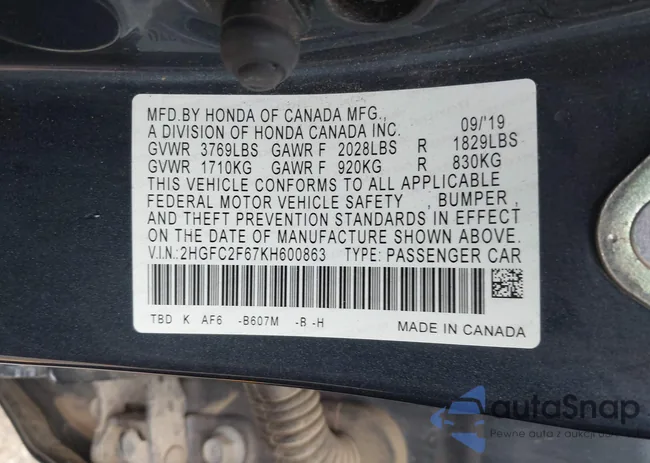 MFD.BY HONDA OF CANADA MFG., 09/'19
A DIVISION OF HONDA CANADA INC.
GVWR 3769LBS GAWR F 2028LBS R 1829LBS
GVWR 1710KG GAWR F 920KG R 830KG
THIS VEHICLE CONFORMS TO ALL APPLICABLE
FEDERAL MOTOR VEHICLE SAFETY , BUMPER ,
AND THEFT PREVENTION STANDARDS IN EFFECT
ON THE DATE OF MANUFACTURE SHOWN ABOVE.
V.I.N.:2HGFC2F67KH600863 TYPE: PASSENGER CAR
TBD K AF6 -B607M -B -H MADE IN CANADA
autoSnap
Pewne auta z aukcji